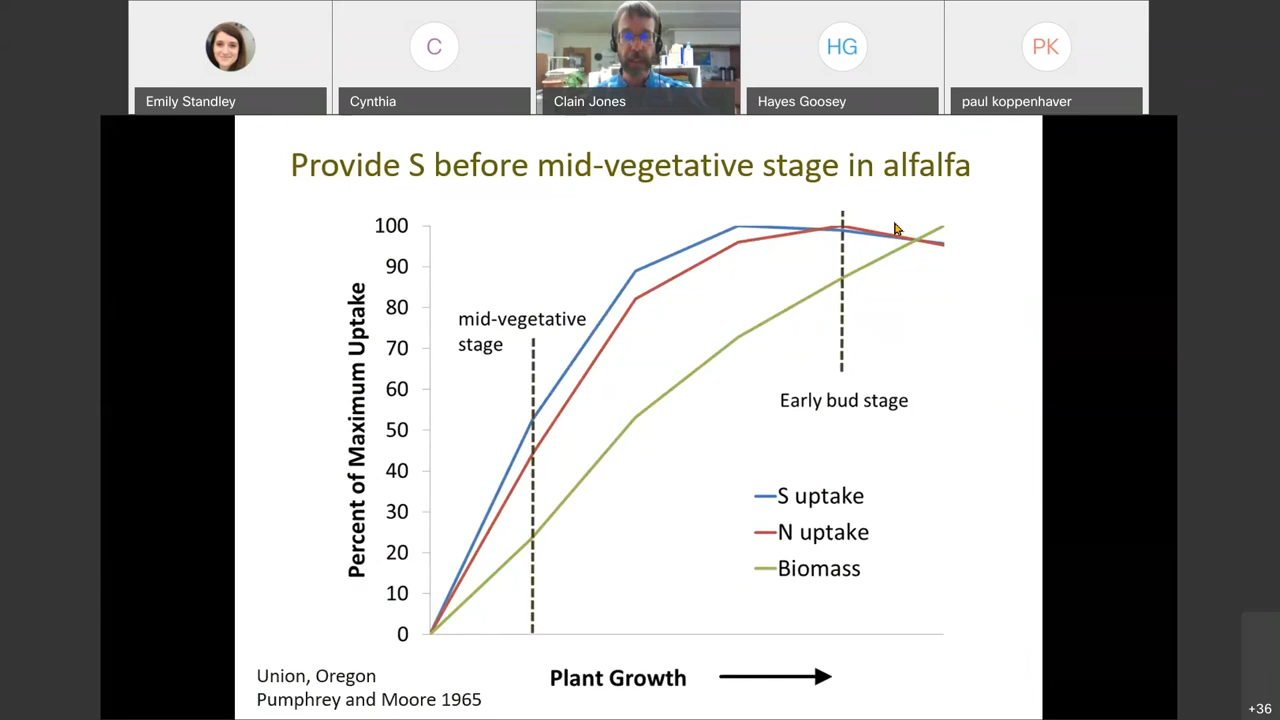 Emily Standley
C
Cynthia
Clain Jones
HG
Hayes Goosey
PK
paul koppenhaver
Provide S before mid-vegetative stage in alfalfa
Percent of Maximum Uptake
100
90
80
70
60
50
40
30
20
10
0
mid-vegetative
stage
Early bud stage
S uptake
N uptake
Biomass
Plant Growth
Union, Oregon
Pumphrey and Moore 1965
+36